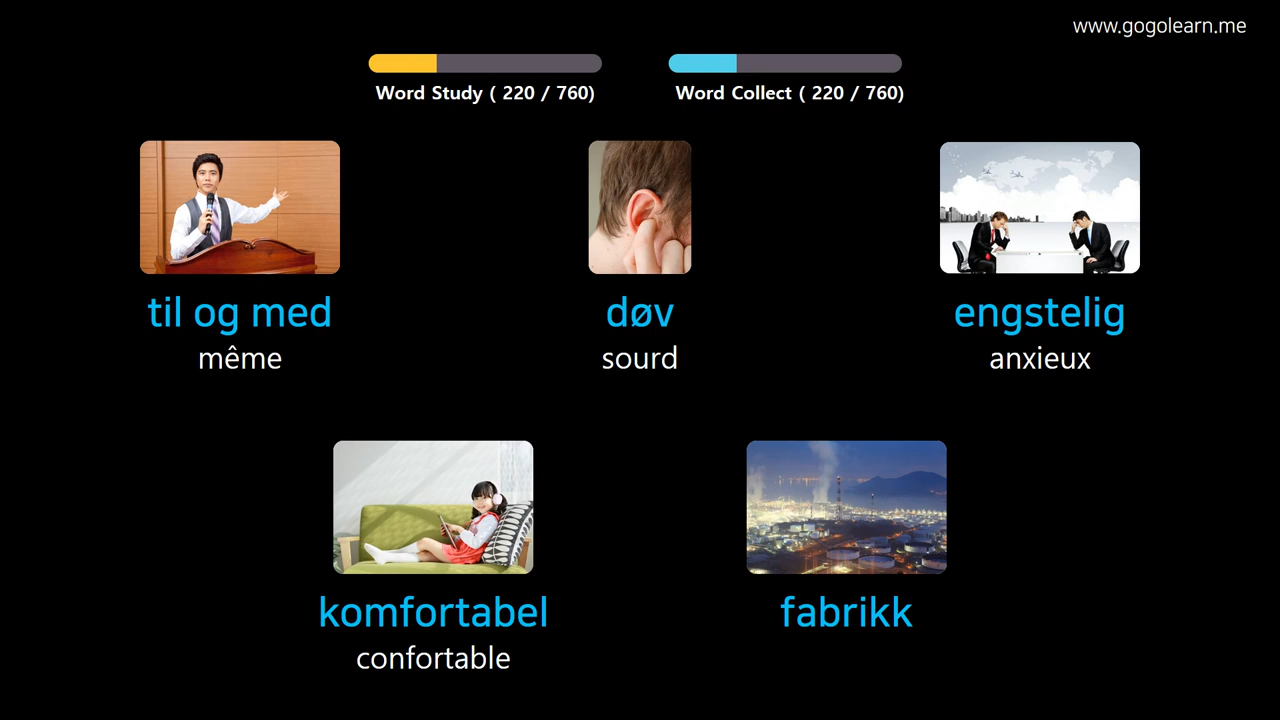 www.gogolearn.me
Word Study ( 220 / 760)
Word Collect ( 220 / 760)
til og med
même
døv
sourd
engstelig
anxieux
komfortabel
confortable
fabrikk